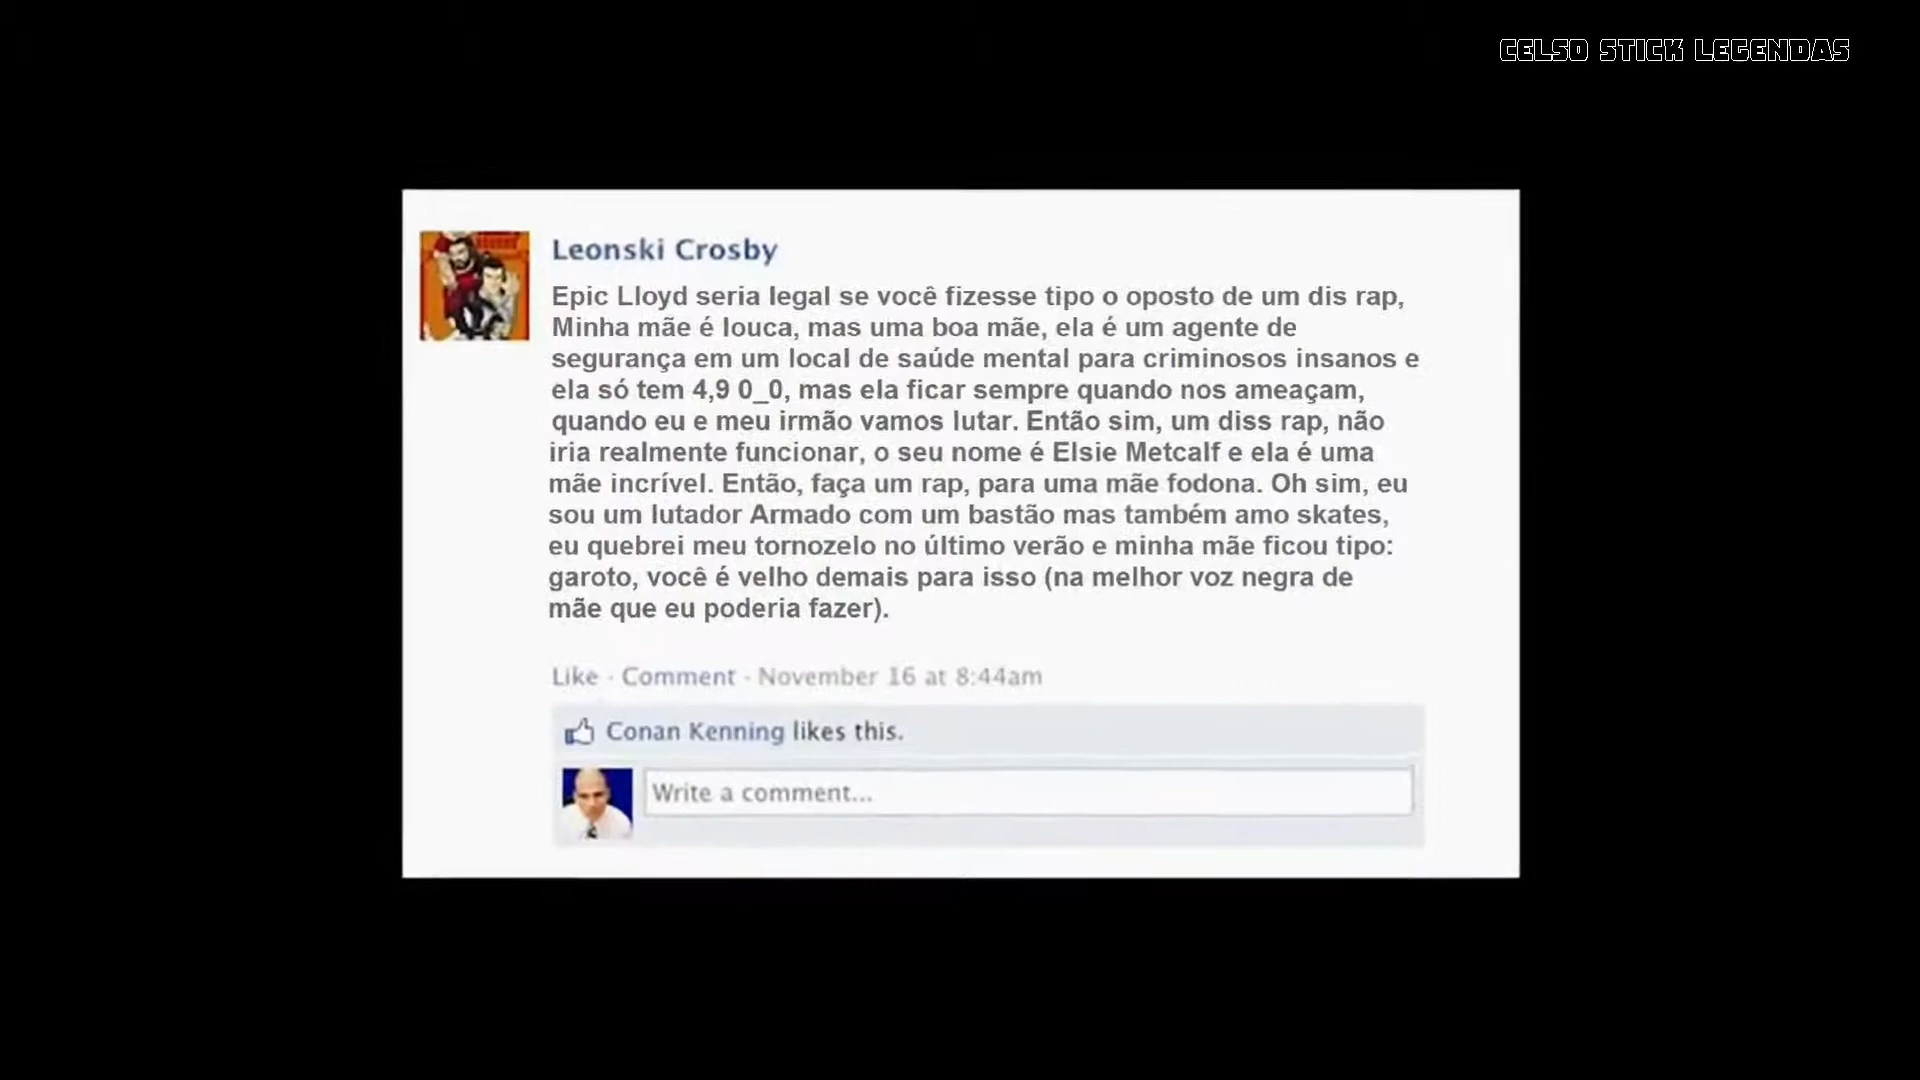 CELSO STICK LEGENDAS
Leonski Crosby
Epic Lloyd seria legal se você fizesse tipo o oposto de um dis rap,
Minha mãe é louca, mas uma boa mãe, ela é um agente de
segurança em um local de saúde mental para criminosos insanos e
ela só tem 4,9 0_0, mas ela ficar sempre quando nos ameaçam,
quando eu e meu irmão vamos lutar. Então sim, um diss rap, não
iria realmente funcionar, o seu nome é Elsie Metcalf e ela é uma
mãe incrível. Então, faça um rap, para uma mãe fodona. Oh sim, eu
sou um lutador Armado com um bastão mas também amo skates,
eu quebrei meu tornozelo no último verão e minha mãe ficou tipo:
garoto, você é velho demais para isso (na melhor voz negra de
mãe que eu poderia fazer).
Like · Comment · November 16 at 8:44am
Conan Kenning likes this.
Write a comment...